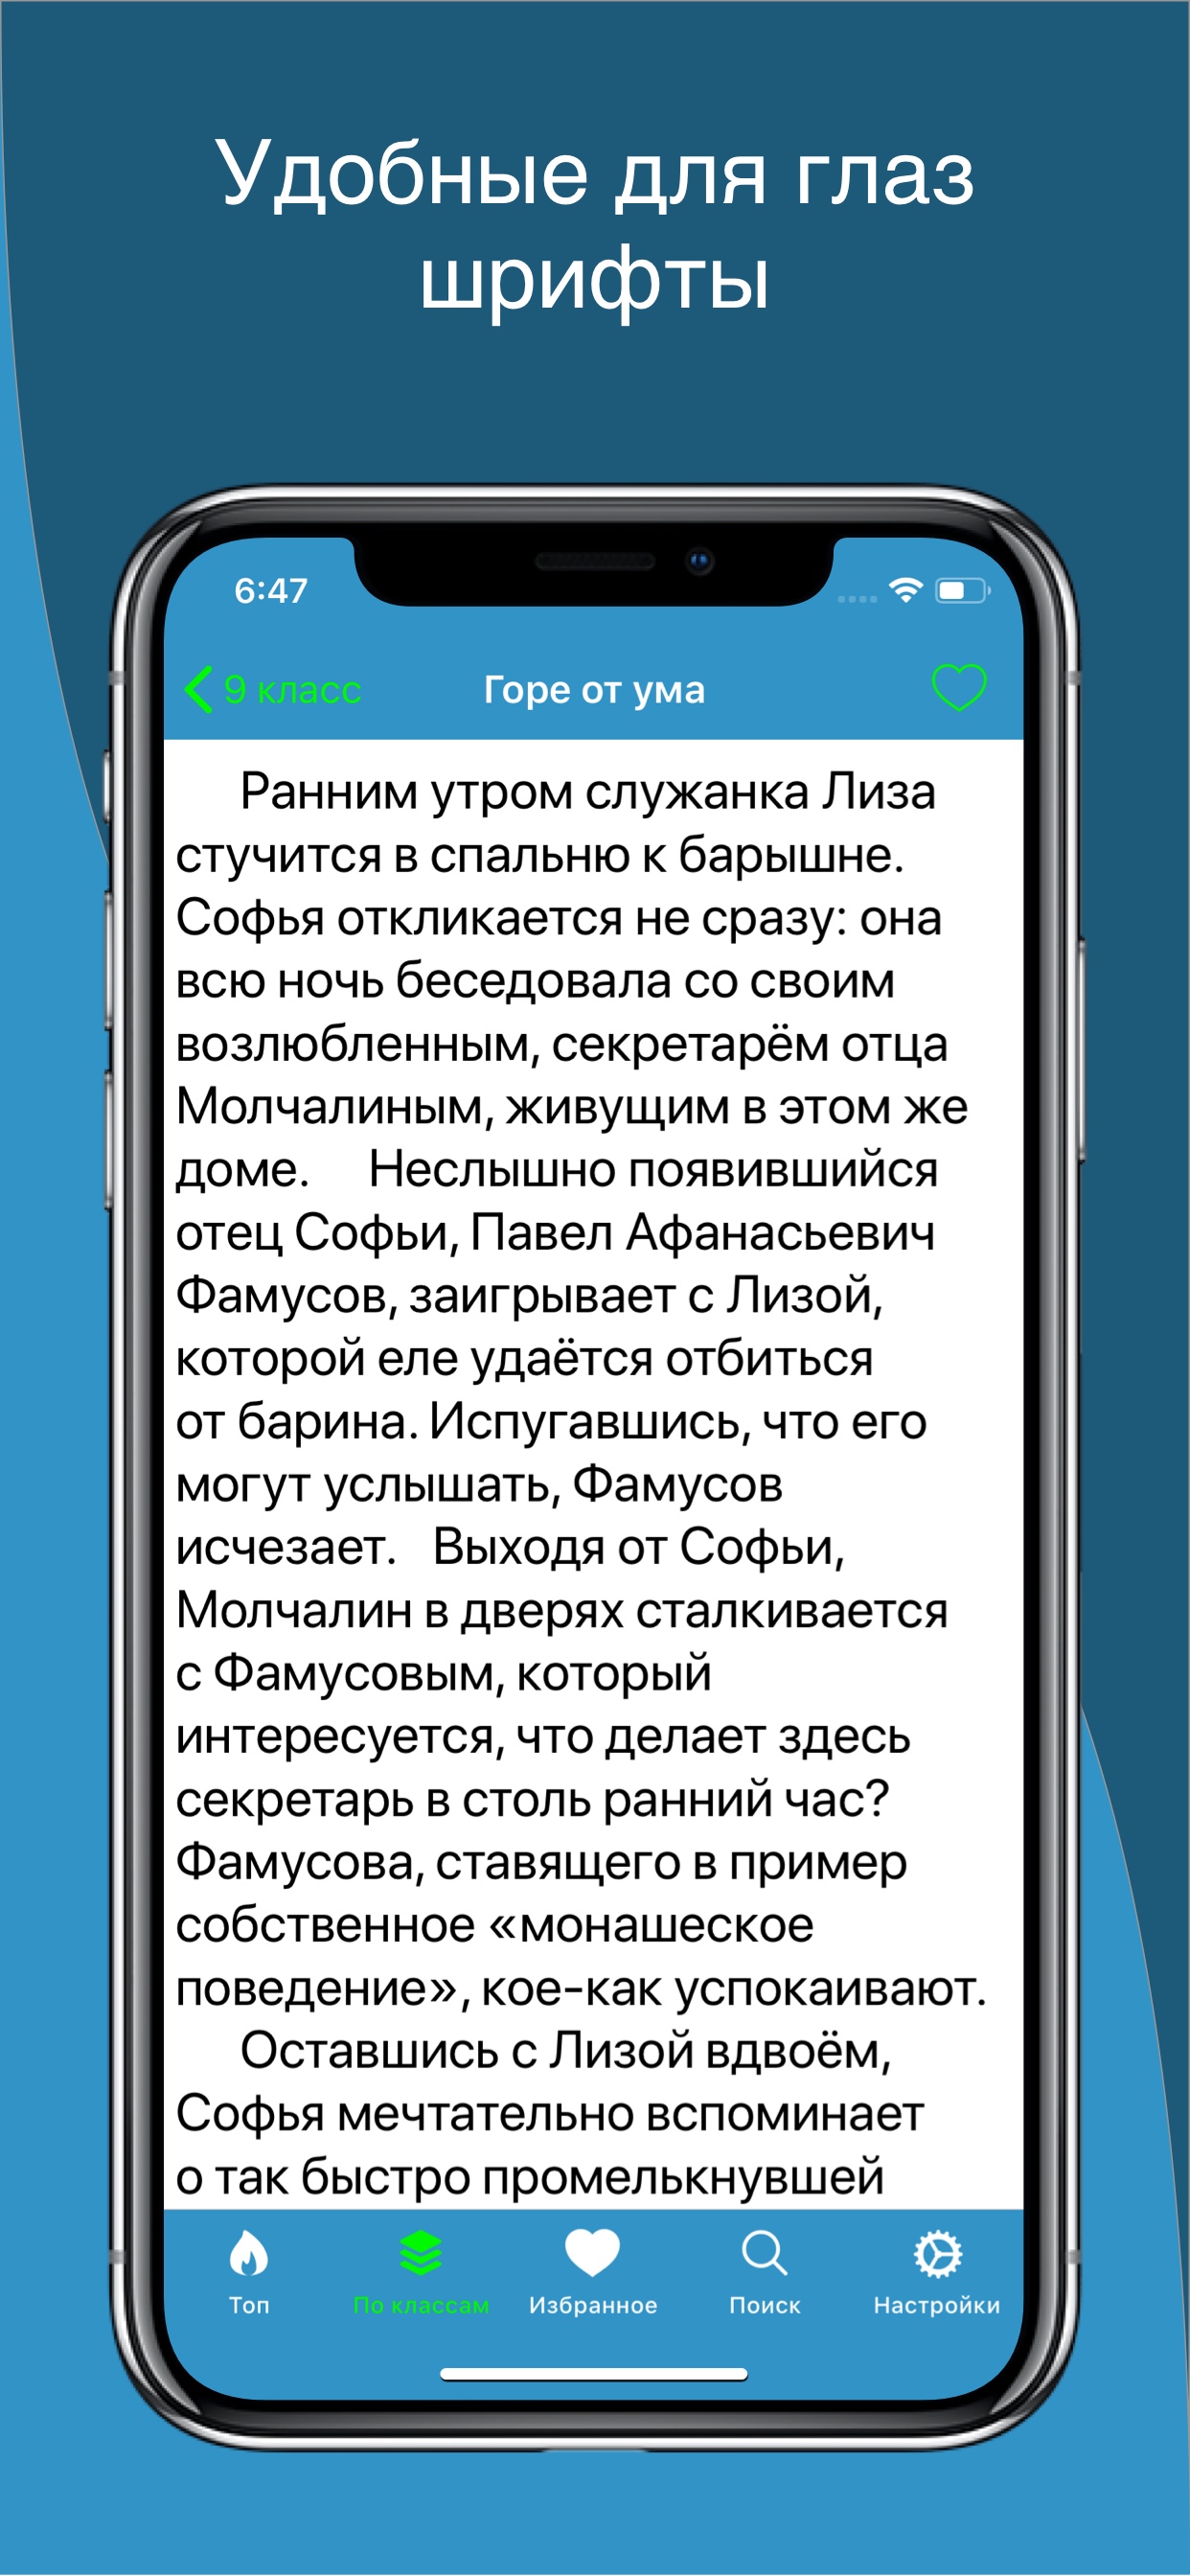 Удобные для глаз
шрифты
6:47
9 класс
Горе от ума
Ранним утром служанка Лиза
стучится в спальню к барышне.
Софья откликается не сразу: она
всю ночь беседовала со своим
возлюбленным, секретарём отца
Молчалиным, живущим в этом же
доме. Неслышно появившийся
отец Софьи, Павел Афанасьевич
Фамусов, заигрывает с Лизой,
которой еле удаётся отбиться
от барина. Испугавшись, что его
могут услышать, Фамусов
исчезает. Выходя от Софьи,
Молчалин в дверях сталкивается
с Фамусовым, который
интересуется, что делает здесь
секретарь в столь ранний час?
Фамусова, ставящего в пример
собственное «монашеское
поведение», кое-как успокаивают.
Оставшись с Лизой вдвоём,
Софья мечтательно вспоминает
о так быстро промелькнувшей
Топ
По классам
Избранное
Поиск
Настройки